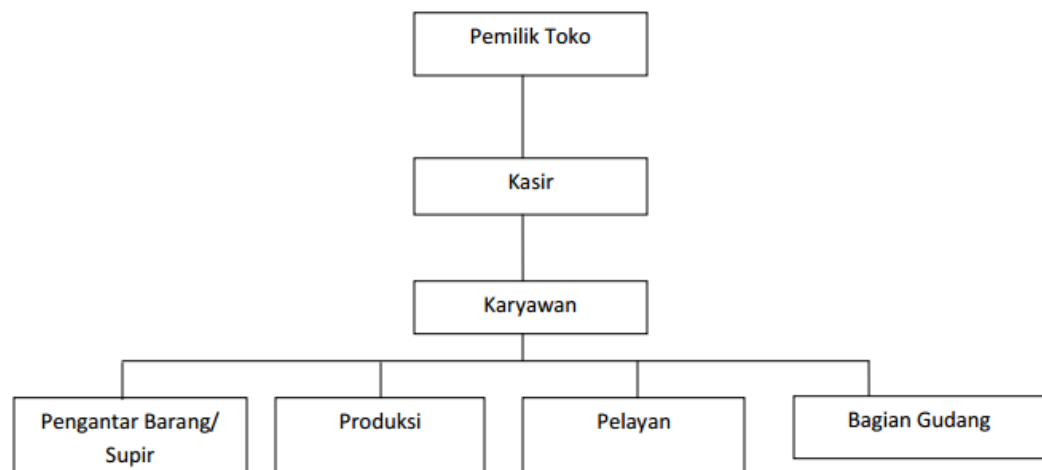 Pemilik Toko
Kasir
Karyawan
Pengantar Barang/
Supir
Produksi
Pelayan
Bagian Gudang